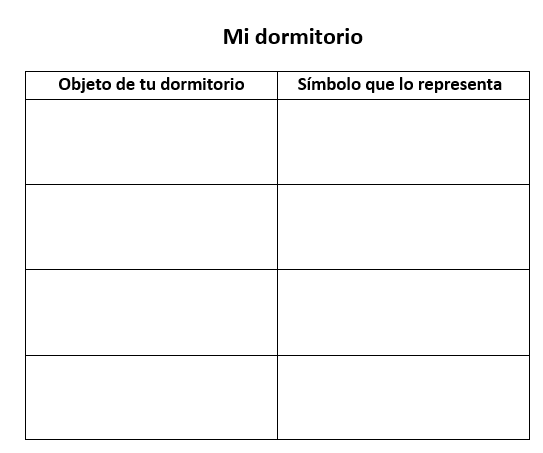 Mi dormitorio
Objeto de tu dormitorio
Símbolo que lo representa